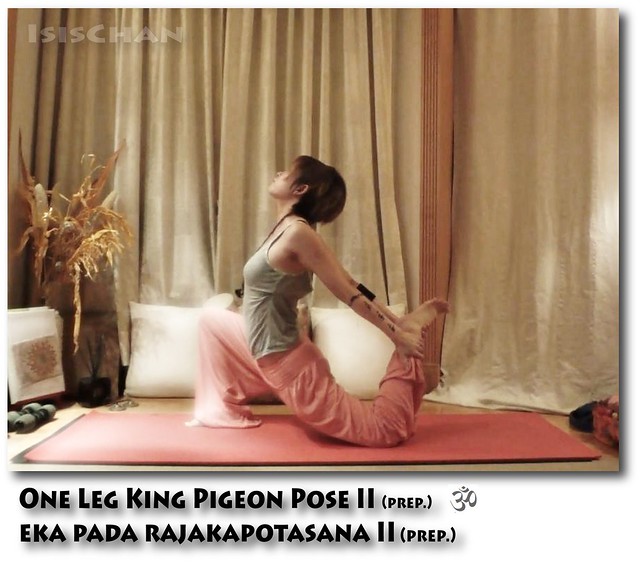 IsisChan
One Leg King Pigeon Pose II (prep.) ॐ
eka pada rajakapotasana II (prep.)